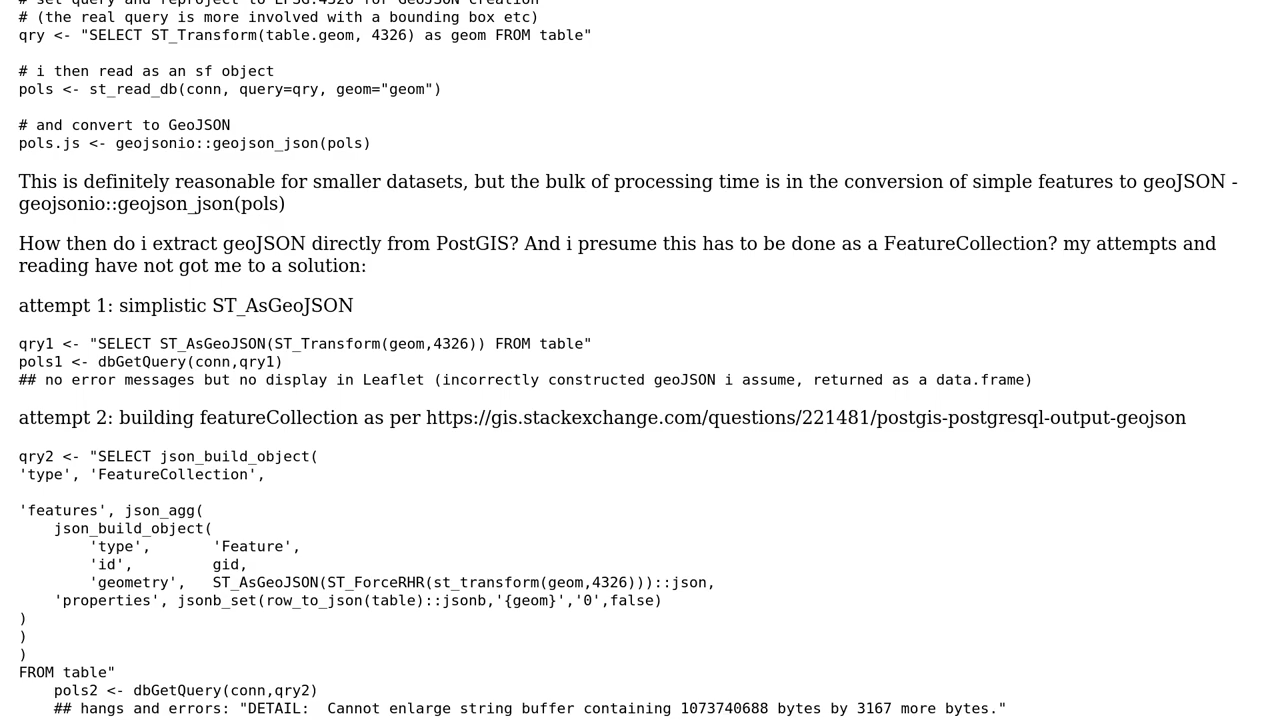 # set query and reproject to EPSG:4326 for GeoJSON creation
# (the real query is more involved with a bounding box etc)
qry <- "SELECT ST_Transform(table.geom, 4326) as geom FROM table"
# i then read as an sf object
pols <- st_read_db(conn, query=qry, geom="geom")
# and convert to GeoJSON
pols.js <- geojsonio::geojson_json(pols)
This is definitely reasonable for smaller datasets, but the bulk of processing time is in the conversion of simple features to geoJSON -
geojsonio::geojson_json(pols)
How then do i extract geoJSON directly from PostGIS? And i presume this has to be done as a FeatureCollection? my attempts and
reading have not got me to a solution:
attempt 1: simplistic ST_AsGeoJSON
qry1 <- "SELECT ST_AsGeoJSON(ST_Transform(geom,4326)) FROM table"
pols1 <- dbGetQuery(conn,qry1)
## no error messages but no display in Leaflet (incorrectly constructed geoJSON i assume, returned as a data.frame)
attempt 2: building featureCollection as per https://gis.stackexchange.com/questions/221481/postgis-postgresql-output-geojson
qry2 <- "SELECT json_build_object(
'type', 'FeatureCollection',
'features', json_agg(
    json_build_object(
        'type',       'Feature',
        'id',         gid,
        'geometry',   ST_AsGeoJSON(ST_ForceRHR(st_transform(geom,4326)))::json,
    'properties', jsonb_set(row_to_json(table)::jsonb,'{geom}','0',false)
)
)
)
FROM table"
    pols2 <- dbGetQuery(conn,qry2)
    ## hangs and errors: "DETAIL:  Cannot enlarge string buffer containing 1073740688 bytes by 3167 more bytes."